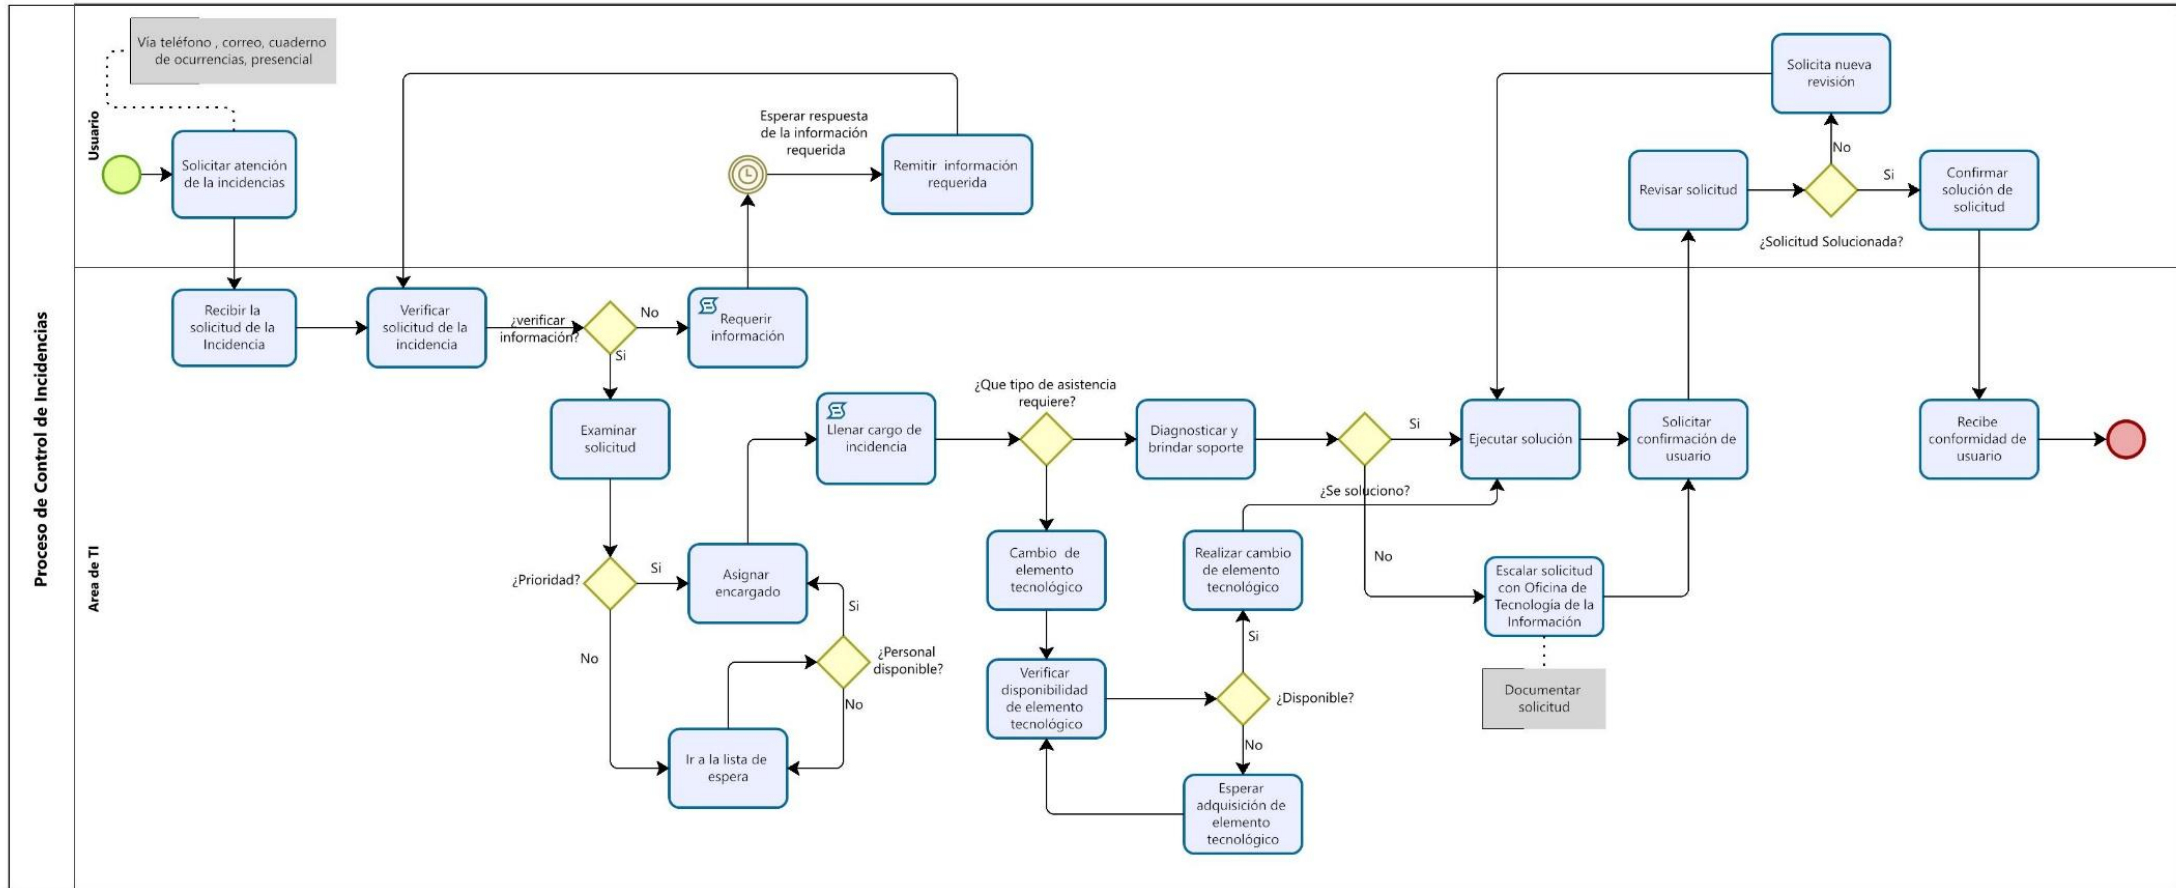 Proceso de Control de Incidencias
Usuario
Vía teléfono , correo, cuaderno
de ocurrencias, presencial
Solicitar atención
de la incidencias
Esperar respuesta
de la información
requerida
Remitir información
requerida
Solicita nueva
revisión
No
Revisar solicitud
¿Solicitud Solucionada?
Si
Confirmar
solución de
solicitud
Area de TI
Recibir la
solicitud de la
Incidencia
Verificar
solicitud de la
incidencia
¿verificar
información?
No
Si
Requerir
información
Examinar
solicitud
¿Prioridad?
Si
No
Asignar
encargado
Si
¿Personal
disponible?
No
Ir a la lista de
espera
Llenar cargo de
incidencia
¿Que tipo de asistencia
requiere?
Diagnosticar y
brindar soporte
Cambio de
elemento
tecnológico
Verificar
disponibilidad
de elemento
tecnológico
Realizar cambio
de elemento
tecnológico
Si
¿Disponible?
No
Esperar
adquisición de
elemento
tecnológico
¿Se soluciono?
Si
No
Ejecutar solución
Escalar solicitud
con Oficina de
Tecnología de la
Información
Documentar
solicitud
Solicitar
confirmación de
usuario
Recibe
conformidad de
usuario